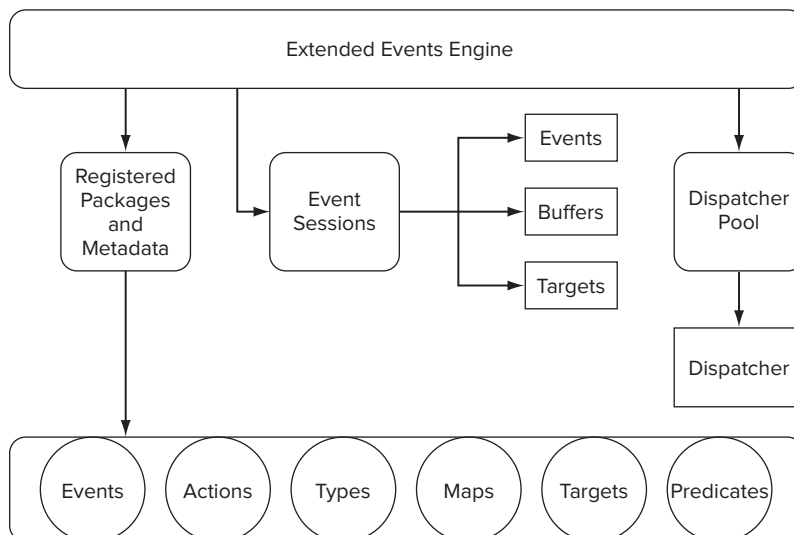 Extended Events Engine
Registered
Packages
and
Metadata
Event
Sessions
Events
Buffers
Targets
Dispatcher
Pool
Dispatcher
Events
Actions
Types
Maps
Targets
Predicates